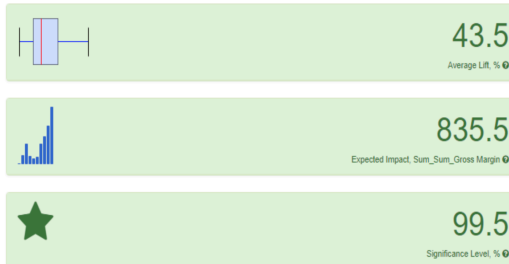 43.5
Average Lift, %
835.5
Expected Impact, Sum_Sum_Gross Margin
99.5
Significance Level, %